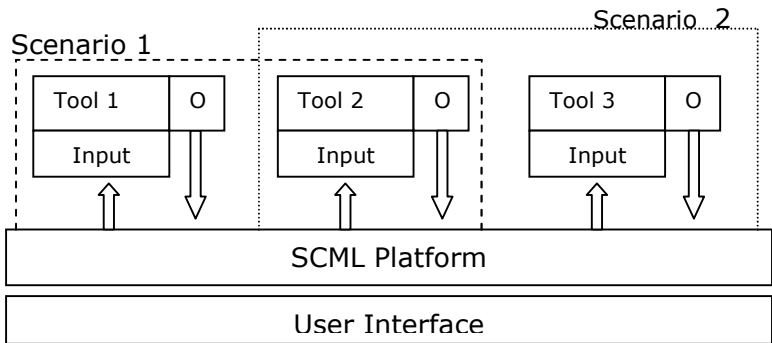 Scenario 2
Scenario 1
Tool 1 O Tool 2 O Tool 3 O
Input Input Input
SCML Platform
User Interface